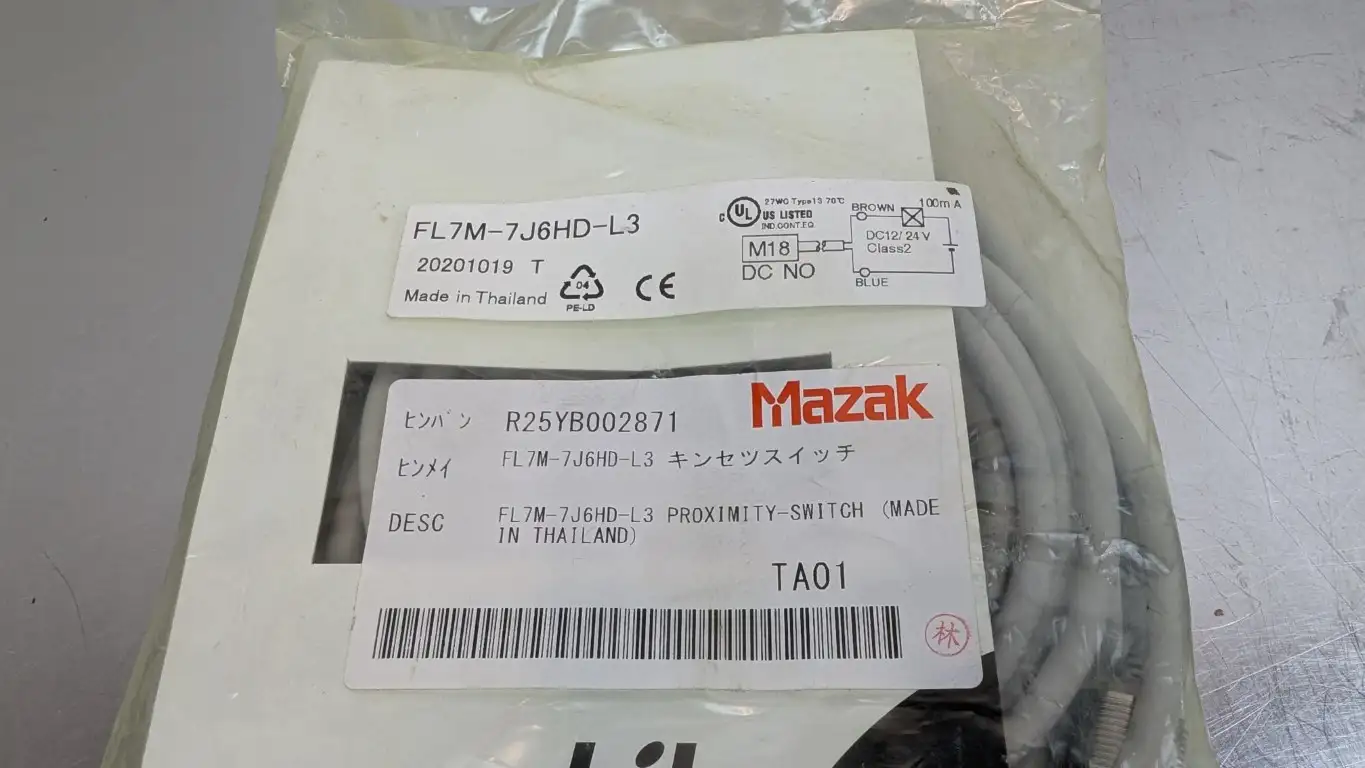 FL7M-7J6HD-L3
20201019 T
Made in Thailand
04
PE-LD
CE
C UL US LISTED
27WG Type13 70℃
IND.CONT.EQ.
M18
DC NO
BROWN
100mA
DC12/24V
Class2
BLUE
Mazak
ヒンバン R25YB002871
ヒンメイ FL7M-7J6HD-L3 キンセツスイッチ
DESC FL7M-7J6HD-L3 PROXIMITY-SWITCH (MADE
IN THAILAND)
TA01
林